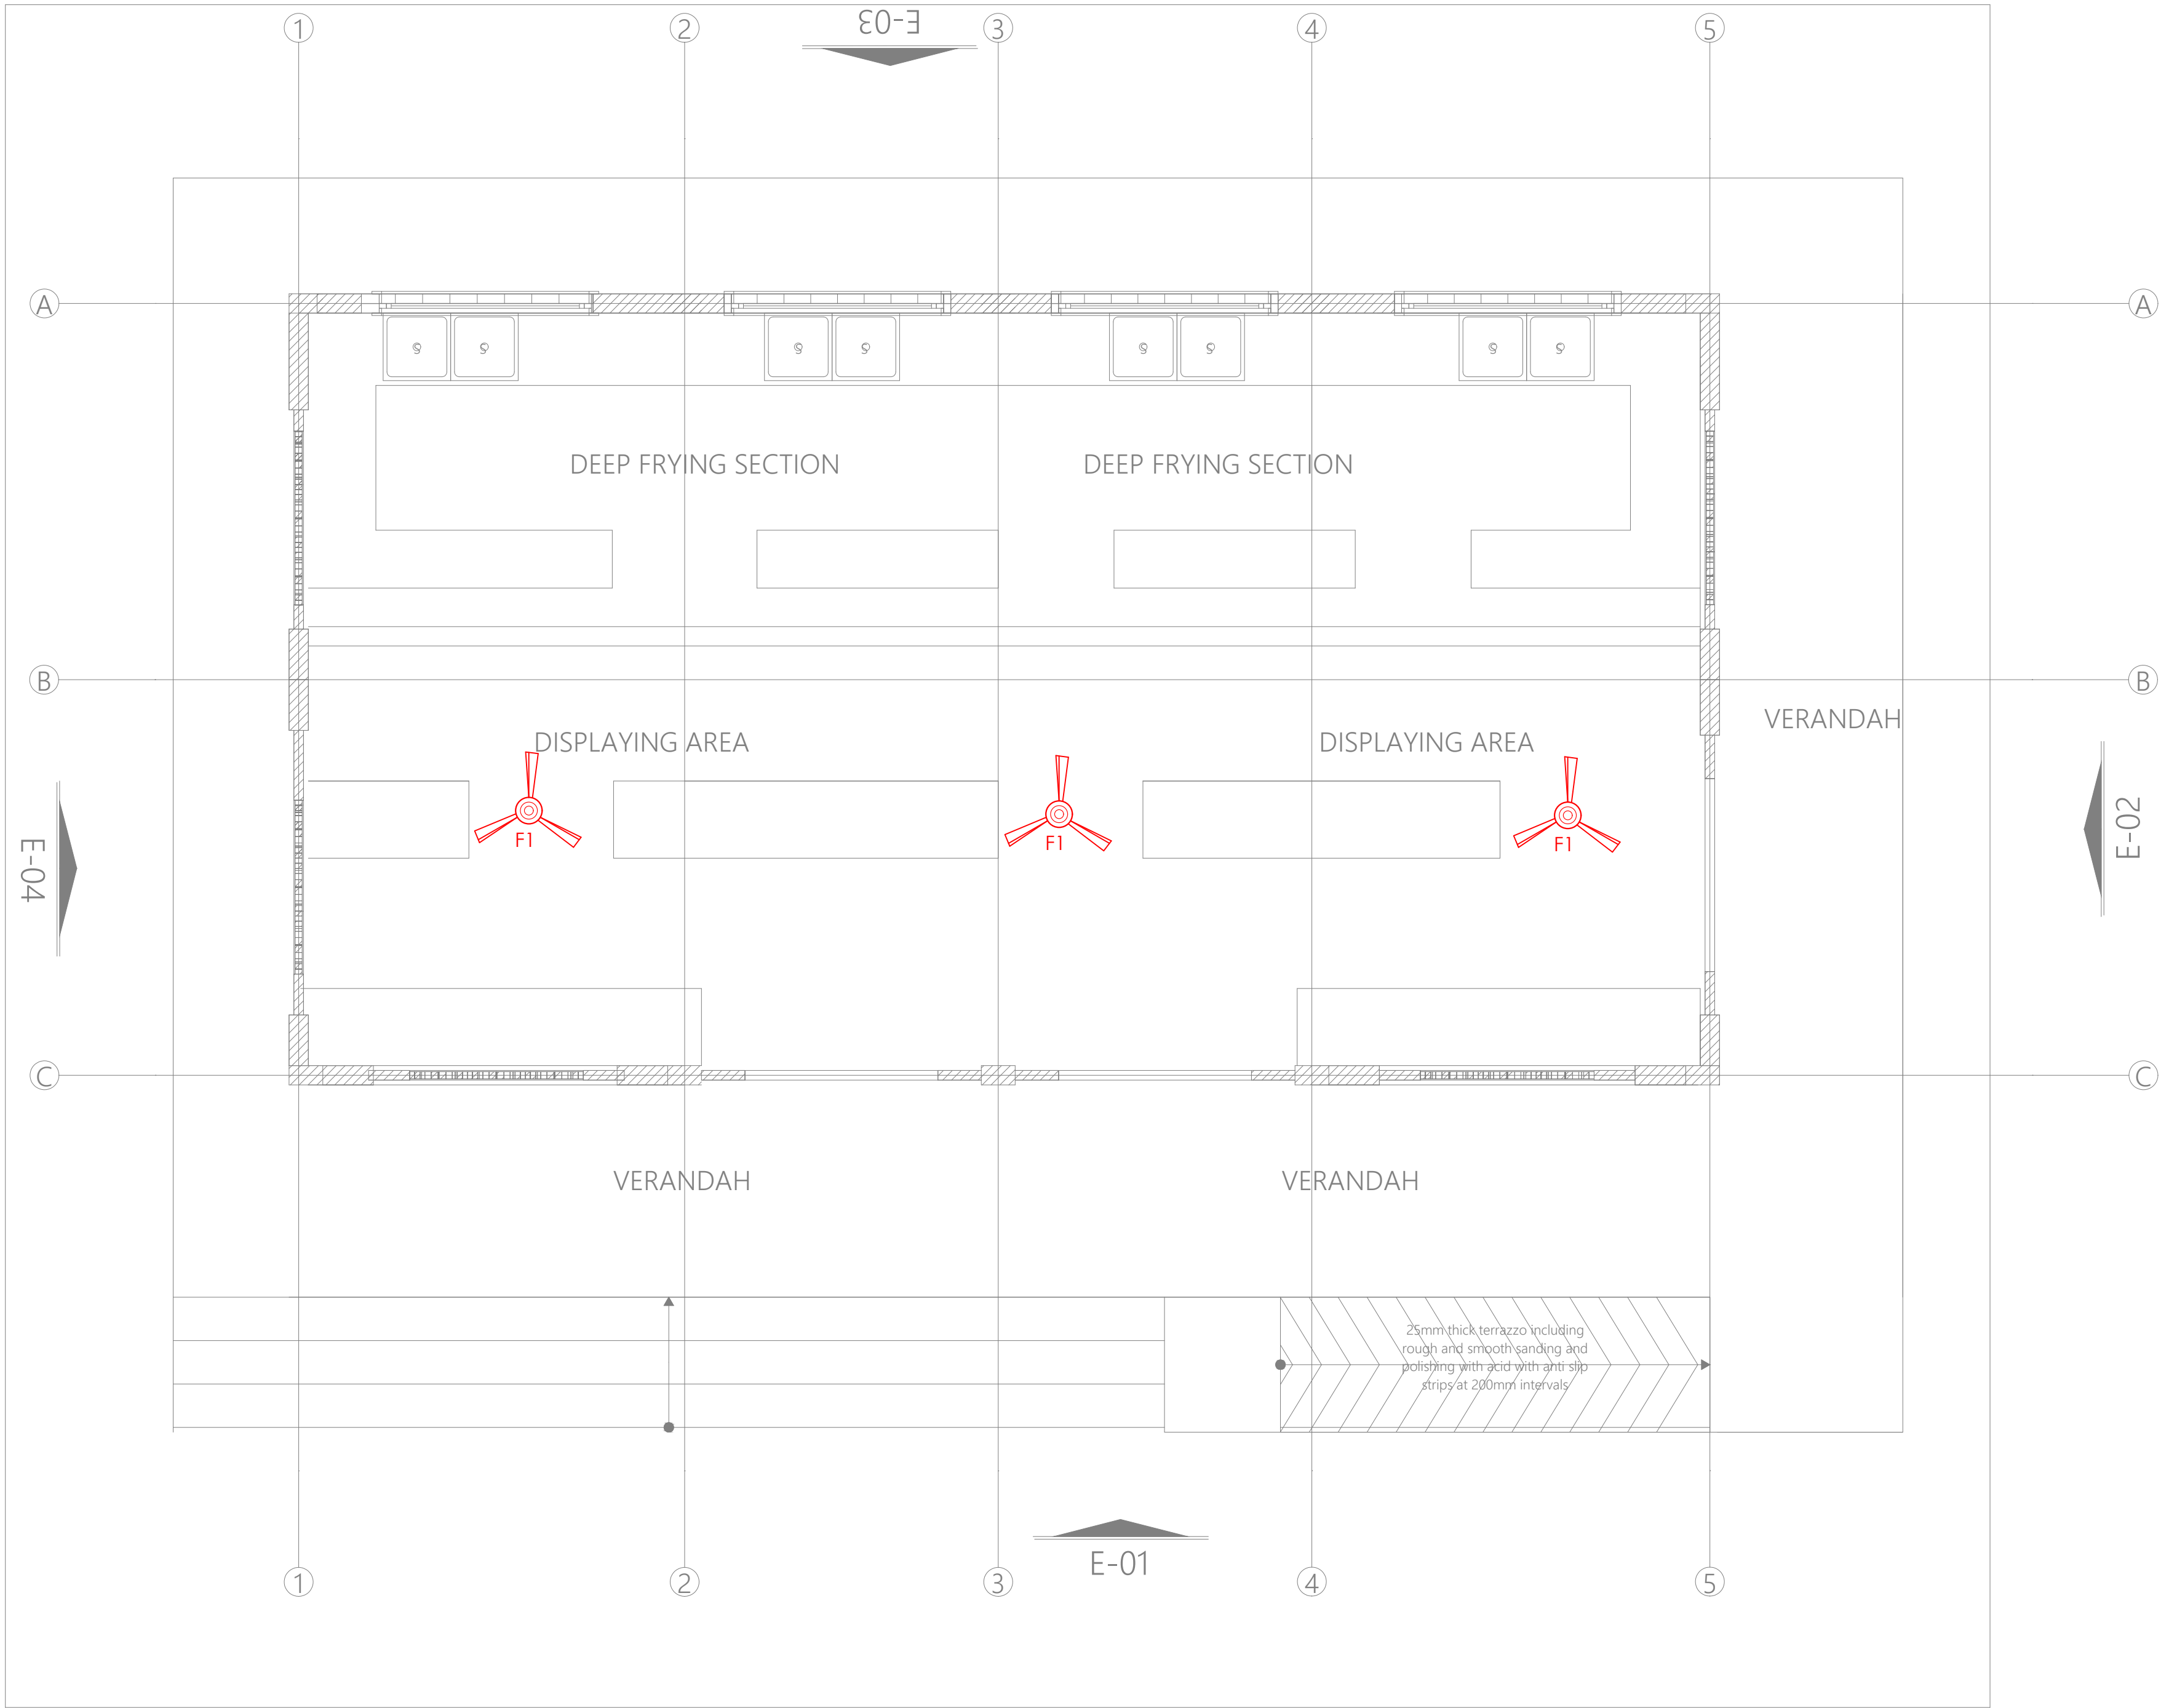 E-03
1 2 3 4 5
A A
S S S S S S S S
DEEP FRYING SECTION DEEP FRYING SECTION
B B
VERANDAH
DISPLAYING AREA DISPLAYING AREA
E-04 E-02
F1 F1 F1
C C
VERANDAH VERANDAH
25mm thick terrazzo including
rough and smooth sanding and
polishing with acid with anti slip
strips at 200mm intervals
E-01
1 2 3 4 5